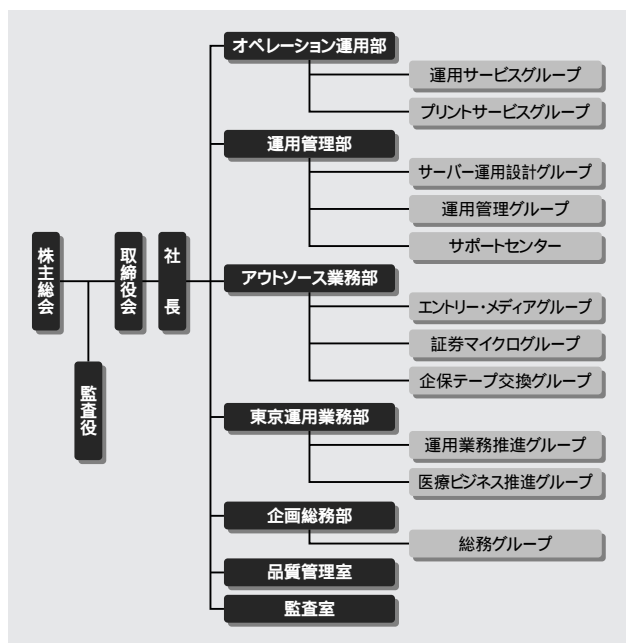 株主総会
監査役
取締役会
社長
オペレーション運用部
運用サービスグループ
プリントサービスグループ
運用管理部
サーバー運用設計グループ
運用管理グループ
サポートセンター
アウトソース業務部
エントリー・メディアグループ
証券マイクログループ
企保テープ交換グループ
東京運用業務部
運用業務推進グループ
医療ビジネス推進グループ
企画総務部
総務グループ
品質管理室
監査室